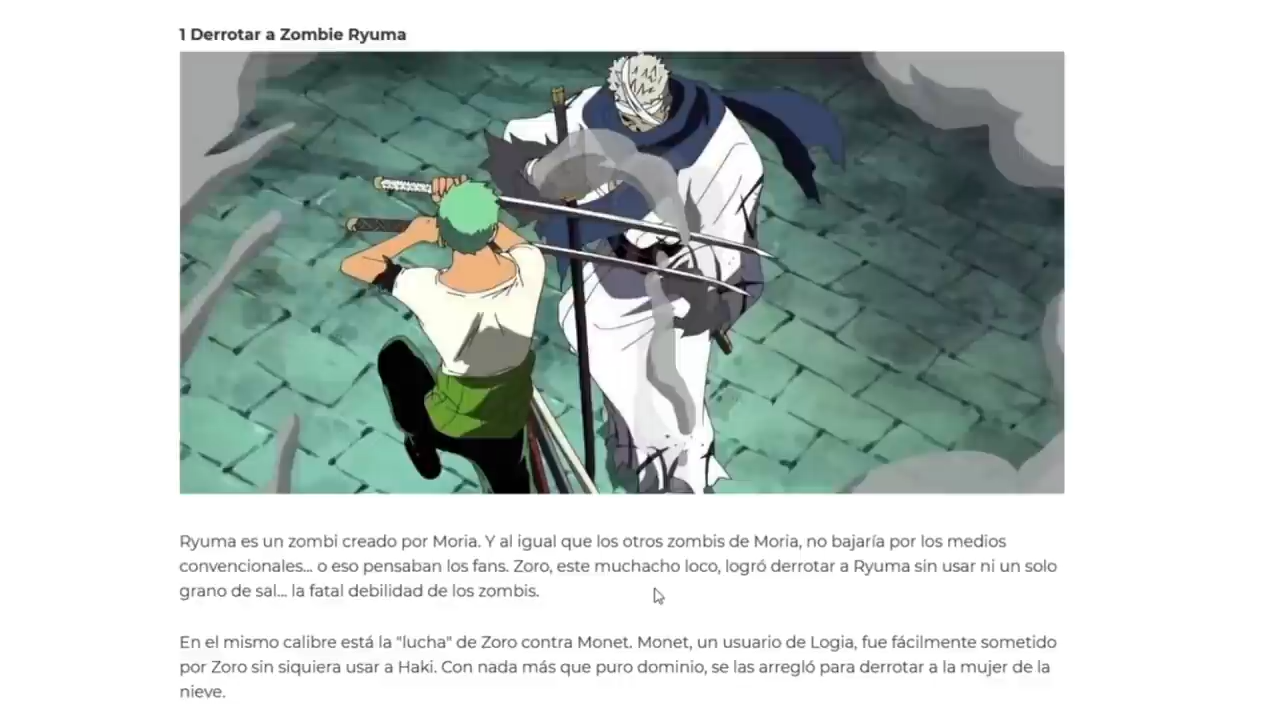 1 Derrotar a Zombie Ryuma
Ryuma es un zombi creado por Moria. Y al igual que los otros zombis de Moria, no bajaría por los medios
convencionales... o eso pensaban los fans. Zoro, este muchacho loco, logró derrotar a Ryuma sin usar ni un solo
grano de sal... la fatal debilidad de los zombis.
En el mismo calibre está la "lucha" de Zoro contra Monet. Monet, un usuario de Logia, fue fácilmente sometido
por Zoro sin siquiera usar a Haki. Con nada más que puro dominio, se las arregló para derrotar a la mujer de la
nieve.